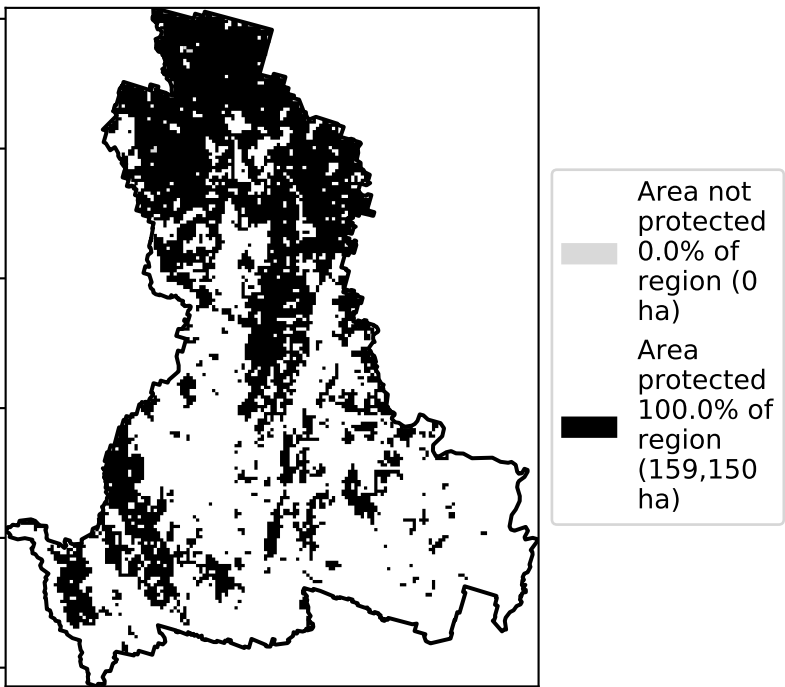 Area not
protected
0.0% of
region (0
ha)
Area
protected
100.0% of
region
(159,150
ha)